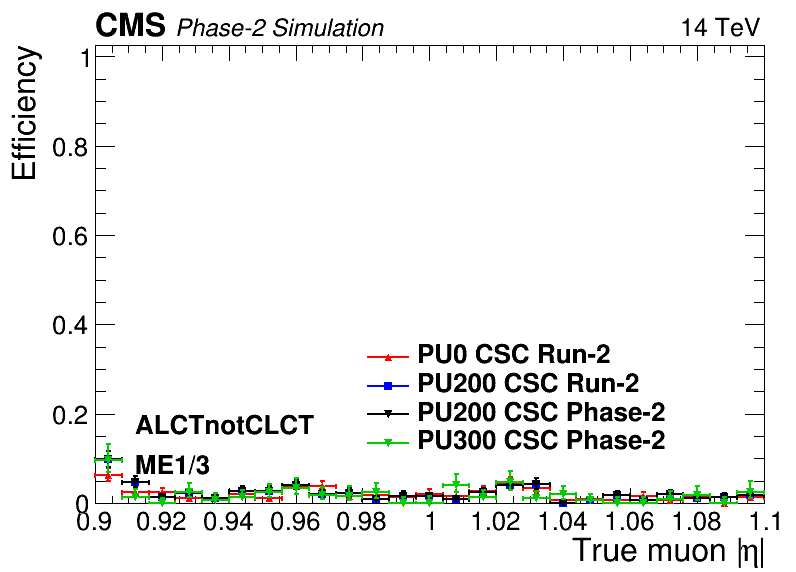 CMS Phase-2 Simulation 14 TeV
Efficiency
1
0.8
0.6
0.4
0.2
0
PU0 CSC Run-2
PU200 CSC Run-2
PU200 CSC Phase-2
PU300 CSC Phase-2
ALCTnotCLCT
ME1/3
0.9 0.92 0.94 0.96 0.98 1 1.02 1.04 1.06 1.08 1.1
True muon |η|